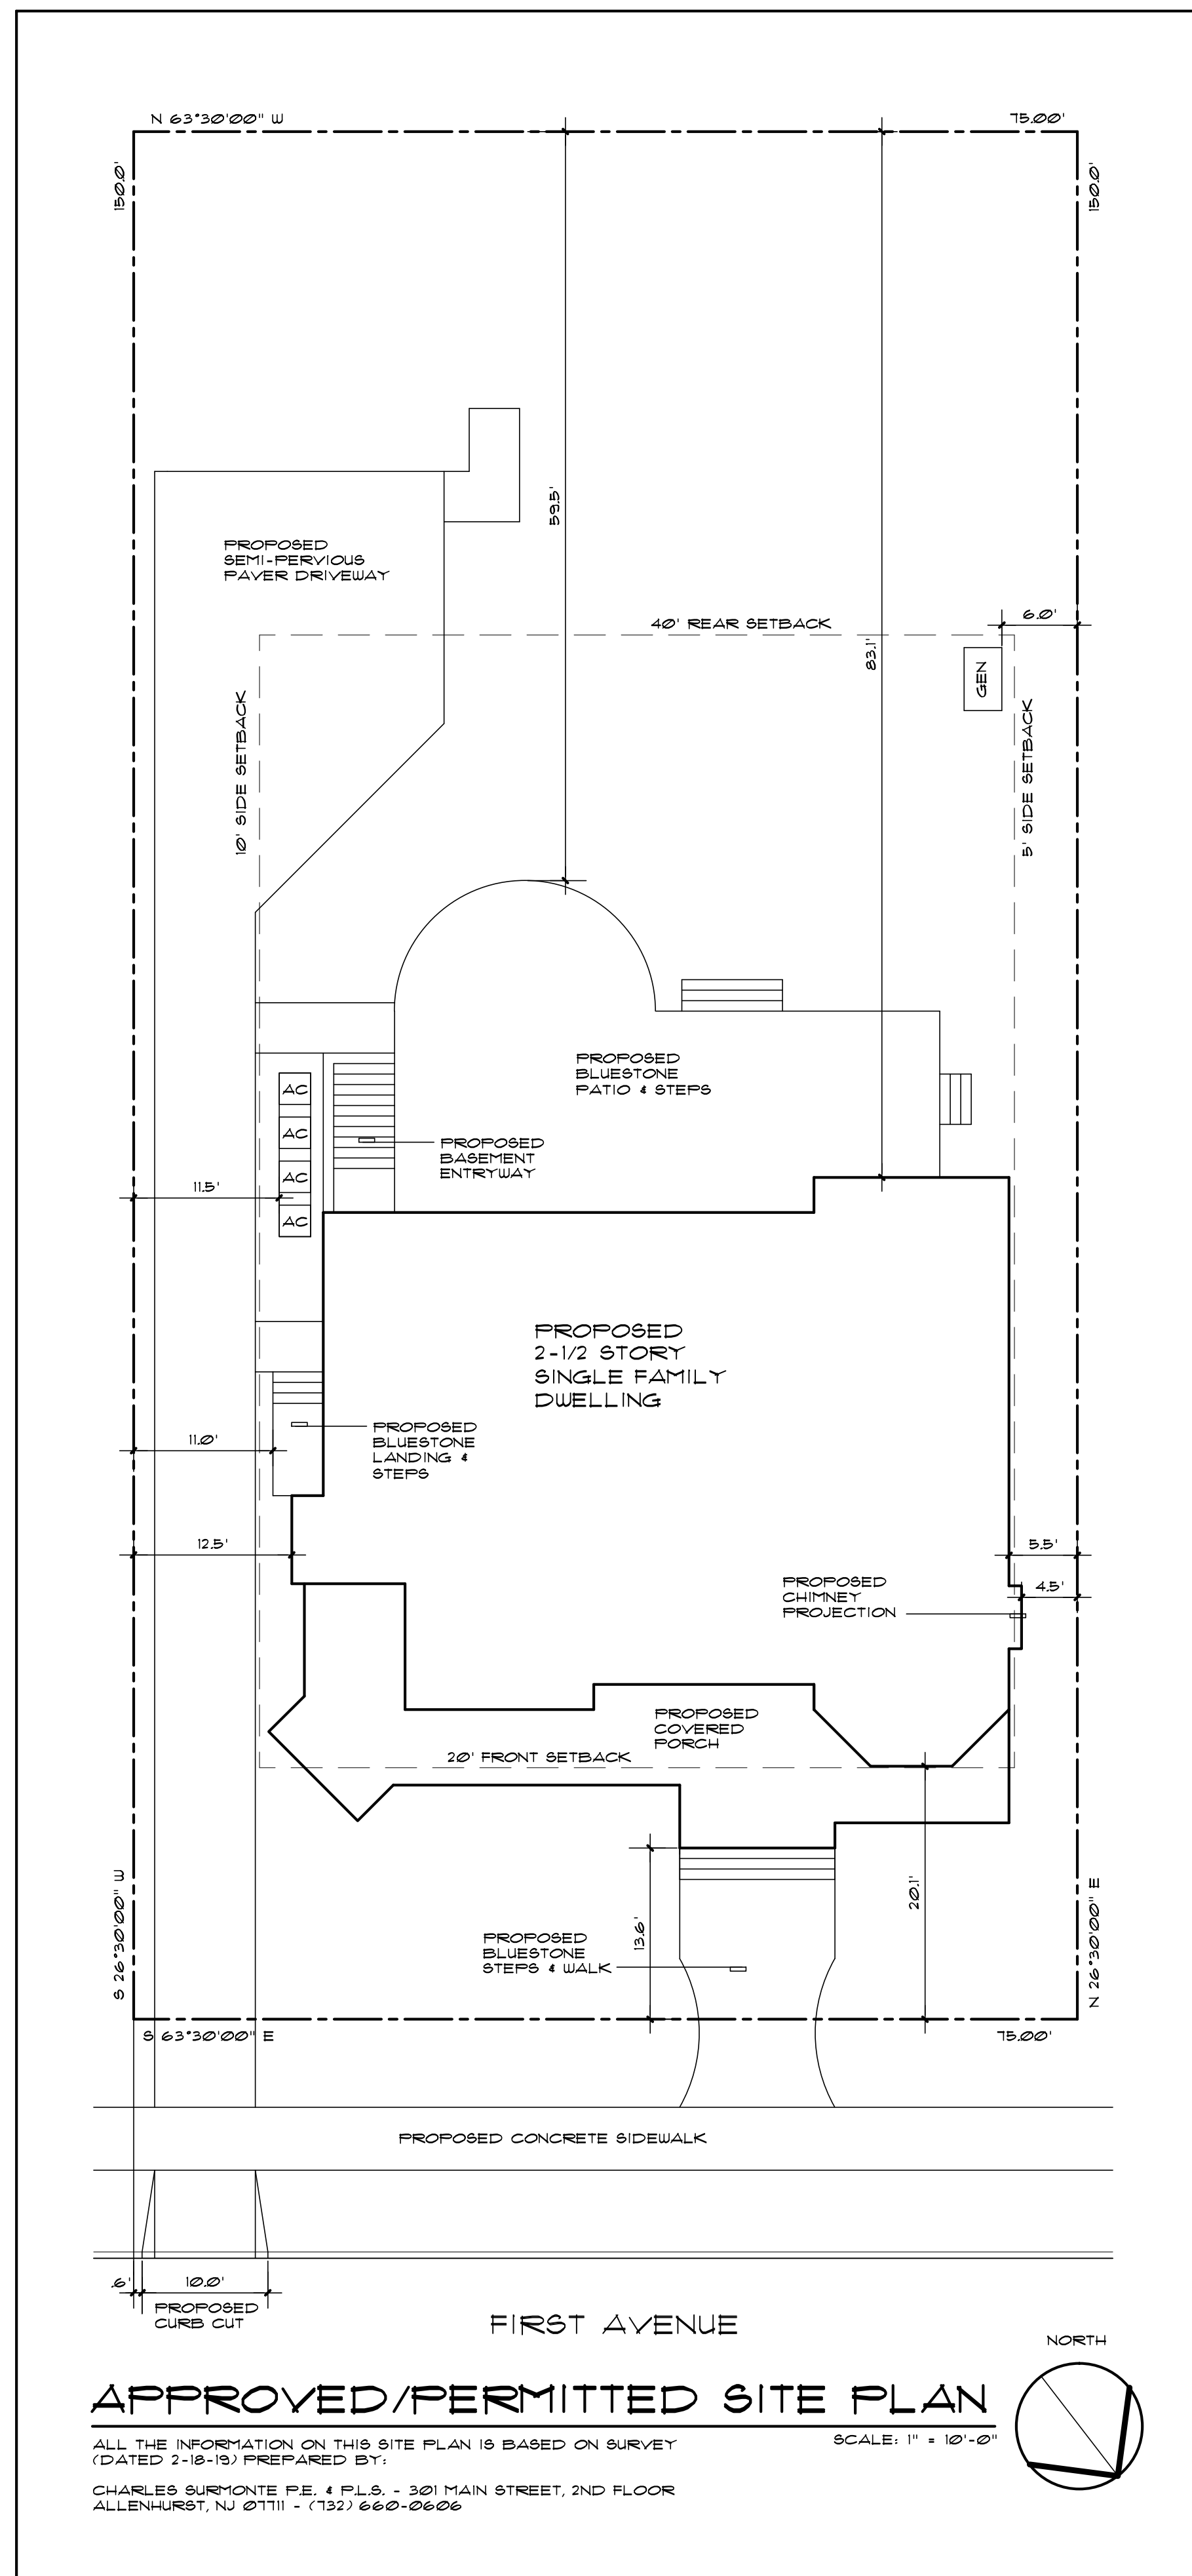 N 63°30'00" W
75.00'
150.0'
150.0'
59.5'
PROPOSED
SEMI-PERVIOUS
PAVER DRIVEWAY
40' REAR SETBACK
83.1'
6.0'
GEN
10' SIDE SETBACK
5' SIDE SETBACK
PROPOSED
BLUESTONE
PATIO & STEPS
AC
AC
AC
AC
PROPOSED
BASEMENT
ENTRYWAY
11.5'
PROPOSED
2-1/2 STORY
SINGLE FAMILY
DWELLING
PROPOSED
BLUESTONE
LANDING &
STEPS
11.0'
12.5'
5.5'
4.5'
PROPOSED
CHIMNEY
PROJECTION
PROPOSED
COVERED
PORCH
20' FRONT SETBACK
13.6'
20.1'
PROPOSED
BLUESTONE
STEPS & WALK
S 26°30'00" W
N 26°30'00" E
S 63°30'00" E
75.00'
PROPOSED CONCRETE SIDEWALK
.6'
10.0'
PROPOSED
CURB CUT
FIRST AVENUE
NORTH
APPROVED/PERMITTED SITE PLAN
SCALE: 1" = 10'-0"
ALL THE INFORMATION ON THIS SITE PLAN IS BASED ON SURVEY
(DATED 2-18-19) PREPARED BY:
CHARLES SURMONTE P.E. & P.L.S. - 301 MAIN STREET, 2ND FLOOR
ALLENHURST, NJ 07711 - (732) 660-0606